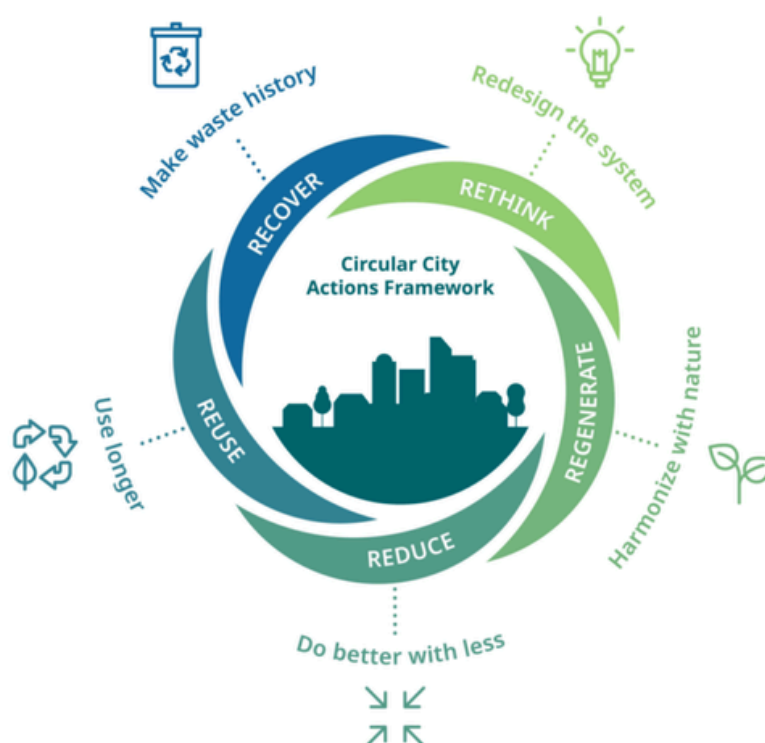 Circular City
Actions Framework
RETHINK
Redesign the system
REGENERATE
Harmonize with nature
REDUCE
Do better with less
REUSE
Use longer
RECOVER
Make waste history